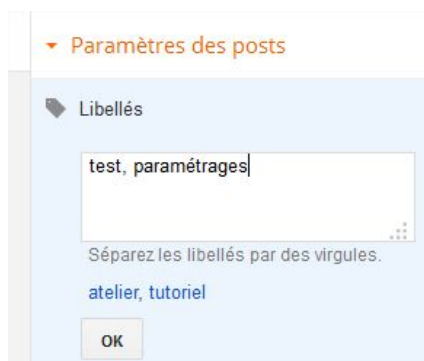 Paramètres des posts
Libellés
test, paramétrages
Séparez les libellés par des virgules.
atelier, tutoriel
OK